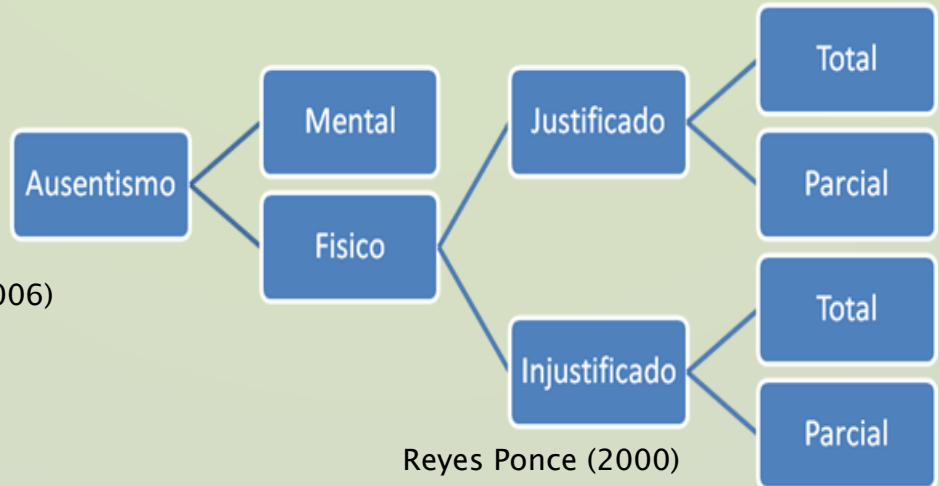 Ausentismo
Mental
Fisico
Justificado
Injustificado
Total
Parcial
Total
Parcial
006)
Reyes Ponce (2000)